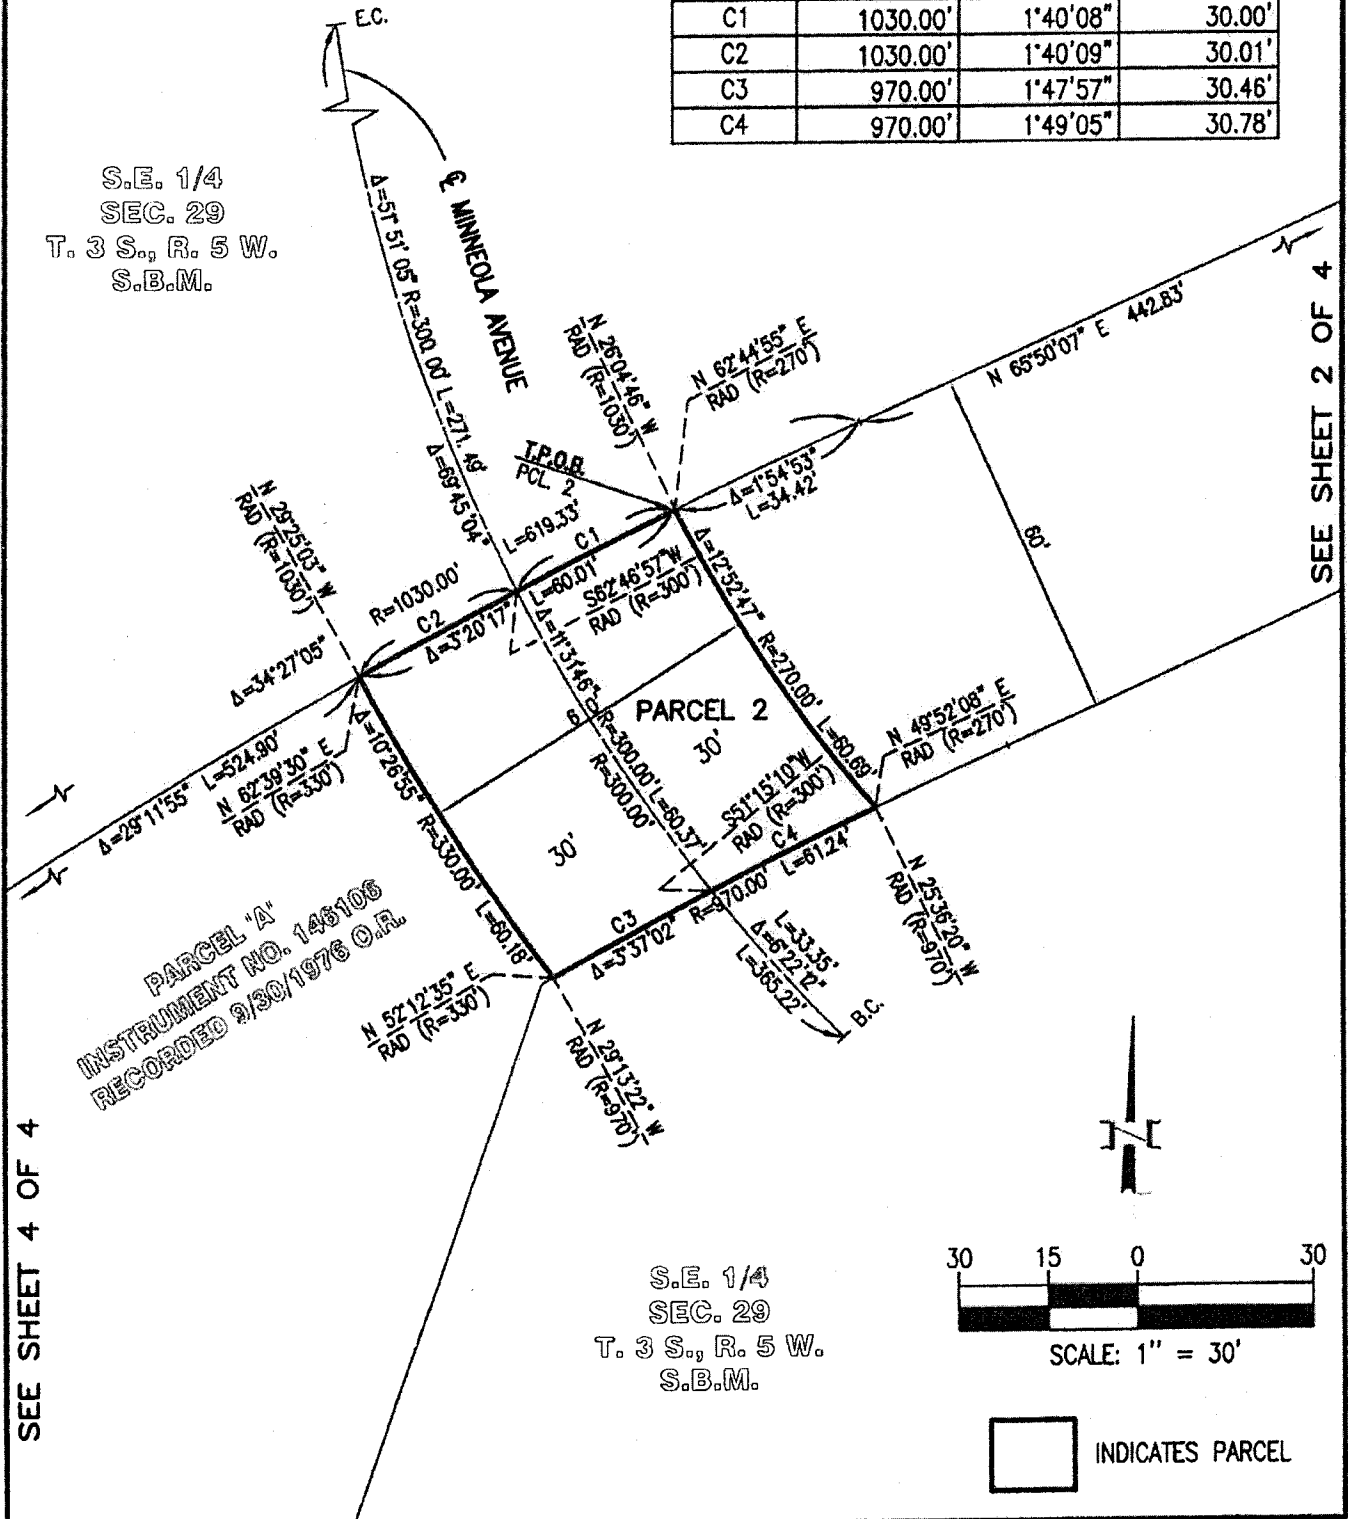 C1 1030.00' 1°40'08" 30.00'
C2 1030.00' 1°40'09" 30.01'
C3 970.00' 1°47'57" 30.46'
C4 970.00' 1°49'05" 30.78'
E.C.
S.E. 1/4
SEC. 29
T. 3 S., R. 5 W.
S.B.M.
℄ MINNEOLA AVENUE
Δ=51° 51' 05" R=300.00' L=271.49'
Δ=69°45'04"
N 26°04'46" W
RAD (R=1030')
N 62°44'55" E
RAD (R=270')
N 65°50'07" E 442.83'
SEE SHEET 2 OF 4
T.P.O.B.
PCL. 2
Δ=1°54'53"
L=34.42'
60'
N 29°25'03" W
RAD (R=1030')
L=619.33'
C1
L=60.01'
S62°46'57"W
RAD (R=300')
R=1030.00'
C2
Δ=3°20'17"
Δ=34°27'05"
L=524.90'
Δ=29°11'55"
N 62°39'30" E
RAD (R=330')
Δ=12°52'47" R=270.00' L=60.69'
Δ=11°31'46" R=300.00' L=60.37'
R=300.00'
PARCEL 2
30'
30'
Δ=10°26'55" R=330.00' L=60.18'
S51°15'10"W
RAD (R=300')
N 49°52'08" E
RAD (R=270')
C4
R=970.00' L=61.24'
C3
Δ=3°37'02"
N 25°36'20" W
RAD (R=970')
L=33.35'
Δ=6°22'12"
L=365.22'
B.C.
PARCEL "A"
INSTRUMENT NO. 146106
RECORDED 9/30/1976 O.R.
N 52°12'35" E
RAD (R=330')
N 29°13'22" W
RAD (R=970')
SEE SHEET 4 OF 4
S.E. 1/4
SEC. 29
T. 3 S., R. 5 W.
S.B.M.
30 15 0 30
SCALE: 1" = 30'
INDICATES PARCEL